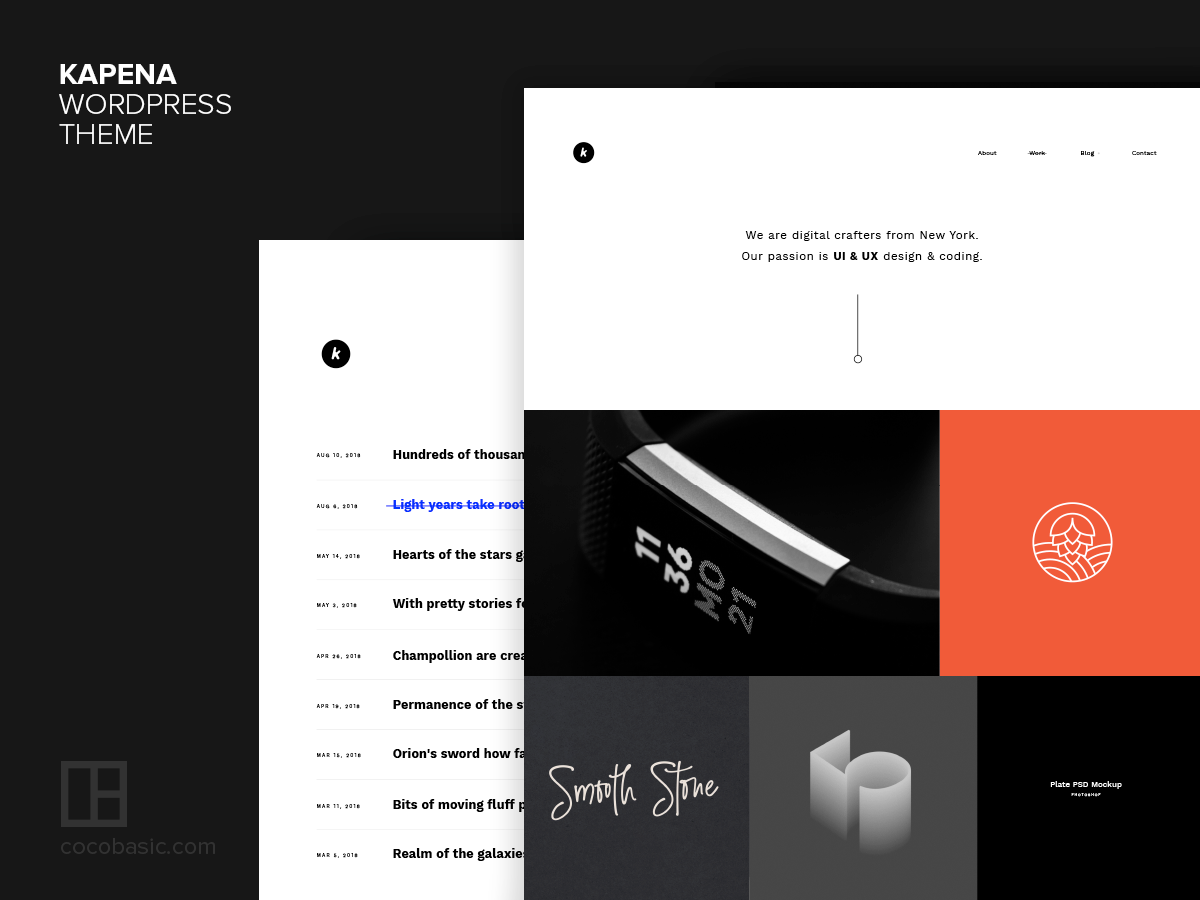 KAPENA
WORDPRESS
THEME
k
About Work Blog Contact
We are digital crafters from New York.
Our passion is UI & UX design & coding.
k
AUG 10, 2018 Hundreds of thousan
AUG 6, 2018 Light years take root
MAY 14, 2018 Hearts of the stars g
MAY 3, 2018 With pretty stories fo
APR 26, 2018 Champollion are crea
APR 19, 2018 Permanence of the s
MAR 15, 2018 Orion's sword how fa
MAR 11, 2018 Bits of moving fluff p
MAR 5, 2018 Realm of the galaxies
11
36
MO
21
Smooth Stone
Plate PSD Mockup
PHOTOSHOP
cocobasic.com